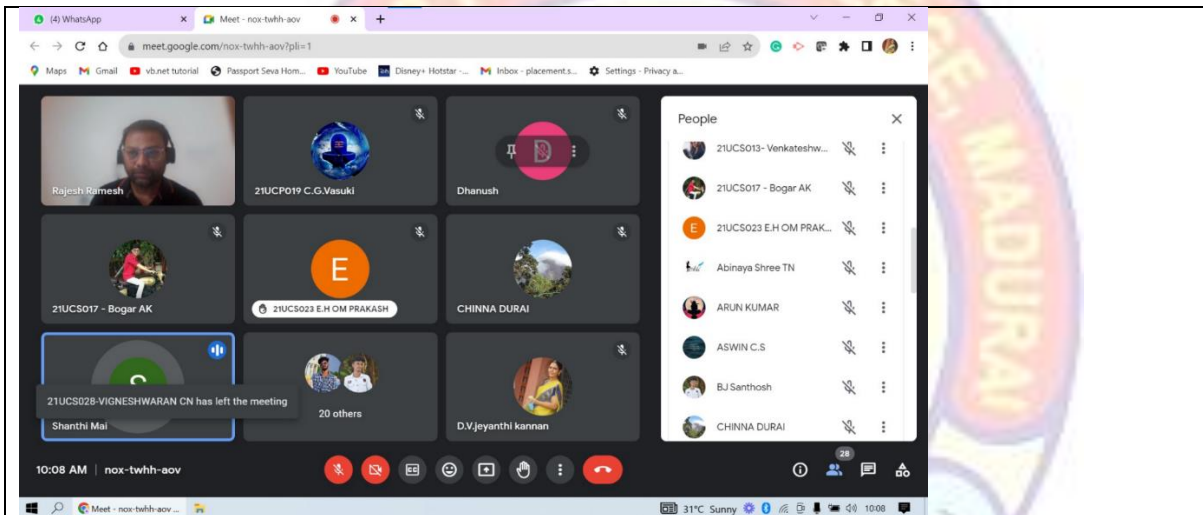 (4) WhatsApp
Meet - nox-twhh-aov
meet.google.com/nox-twhh-aov?pli=1
Maps
Gmail
vb.net tutorial
Passport Seva Hom...
YouTube
Disney+ Hotstar -...
Inbox - placement.s...
Settings - Privacy a...
Rajesh Ramesh
21UCP019 C.G.Vasuki
D
Dhanush
21UCS017 - Bogar AK
E
21UCS023 E.H OM PRAKASH
CHINNA DURAI
21UCS028-VIGNESHWARAN CN has left the meeting
Shanthi Mai
20 others
D.V.jeyanthi kannan
People
21UCS013- Venkateshw...
21UCS017 - Bogar AK
E
21UCS023 E.H OM PRAK...
Abinaya Shree TN
ARUN KUMAR
ASWIN C.S
BJ Santhosh
CHINNA DURAI
10:08 AM | nox-twhh-aov
28
Meet - nox-twhh-aov ...
31°C Sunny
10:08
MADURAI